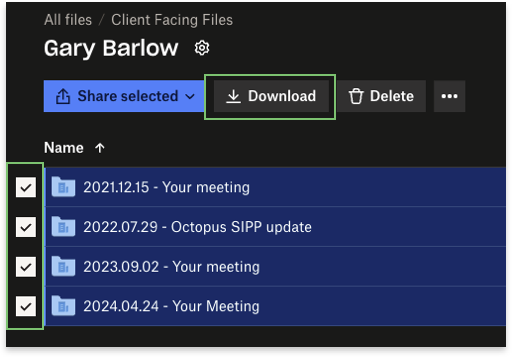 All files / Client Facing Files
Gary Barlow
Share selected Download Delete
Name
2021.12.15 - Your meeting
2022.07.29 - Octopus SIPP update
2023.09.02 - Your meeting
2024.04.24 - Your Meeting